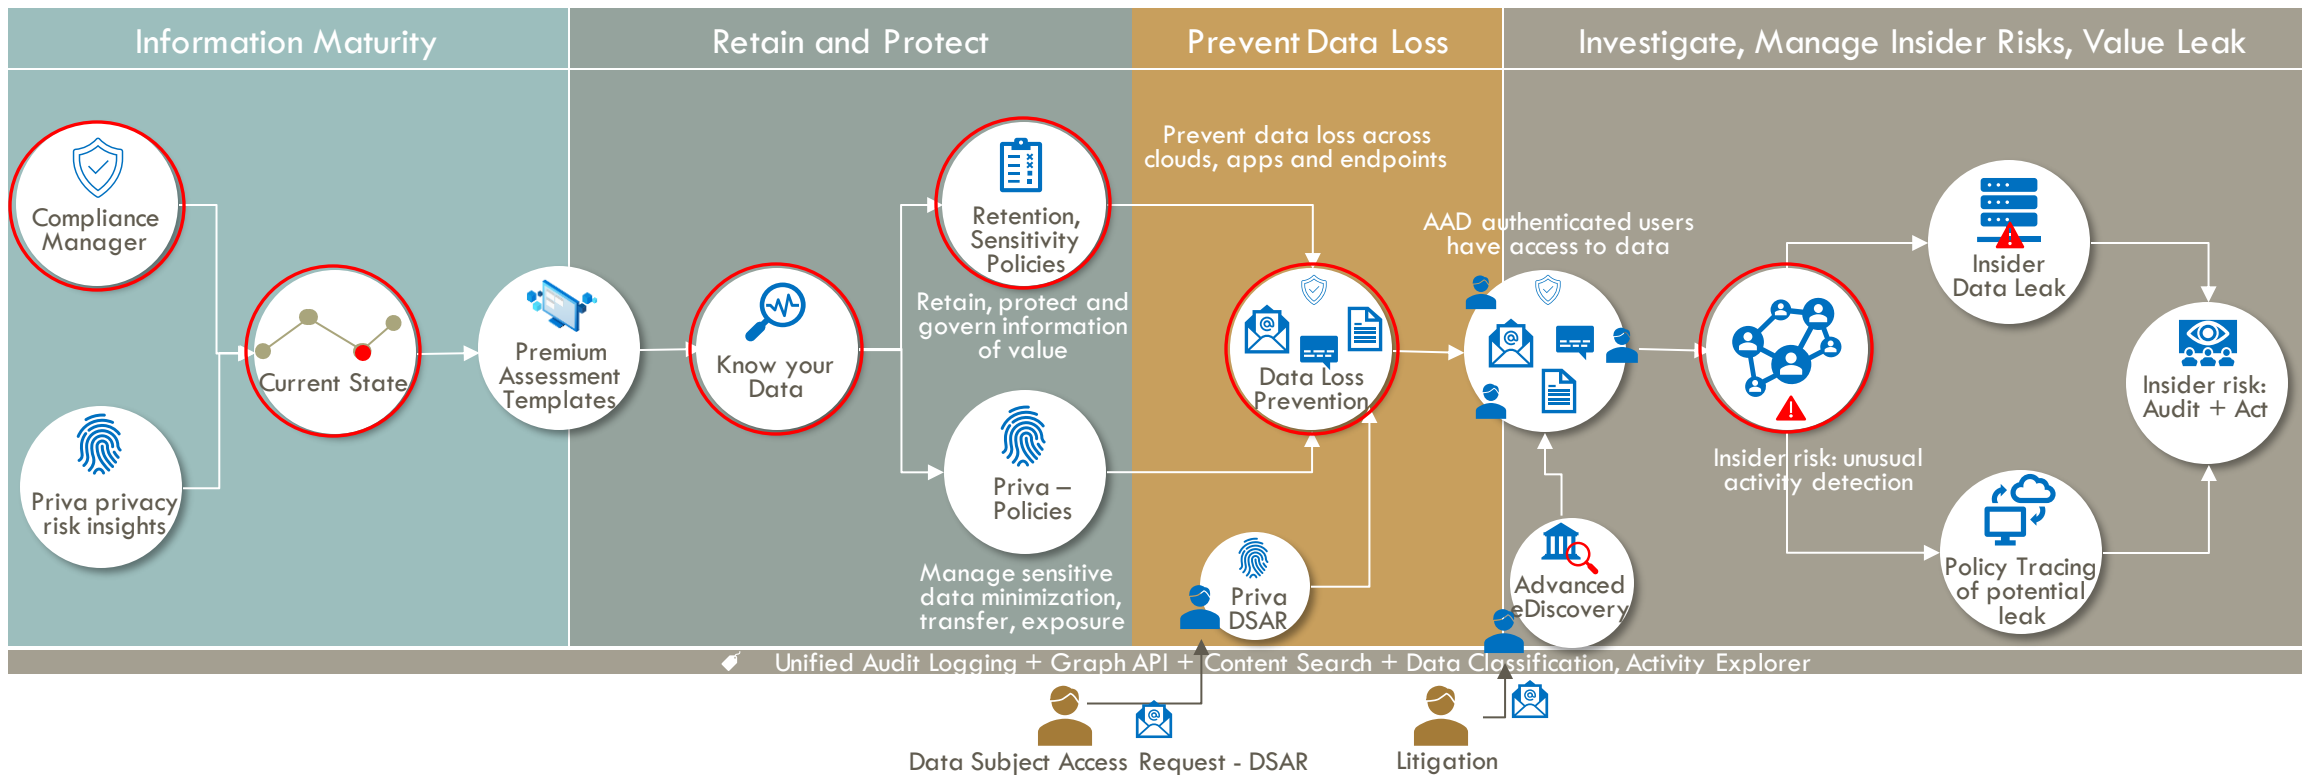 Information Maturity
Retain and Protect
Prevent Data Loss
Investigate, Manage Insider Risks, Value Leak
Compliance
Manager
Priva privacy
risk insights
Current State
Premium
Assessment
Templates
Know your
Data
Retention,
Sensitivity
Policies
Retain, protect and
govern information
of value
Priva –
Policies
Manage sensitive
data minimization,
transfer, exposure
Prevent data loss across
clouds, apps and endpoints
Data Loss
Prevention
Priva
DSAR
AAD authenticated users
have access to data
Advanced
eDiscovery
Insider risk: unusual
activity detection
Insider
Data Leak
Policy Tracing
of potential
leak
Insider risk:
Audit + Act
Unified Audit Logging + Graph API + Content Search + Data Classification, Activity Explorer
Data Subject Access Request - DSAR
Litigation